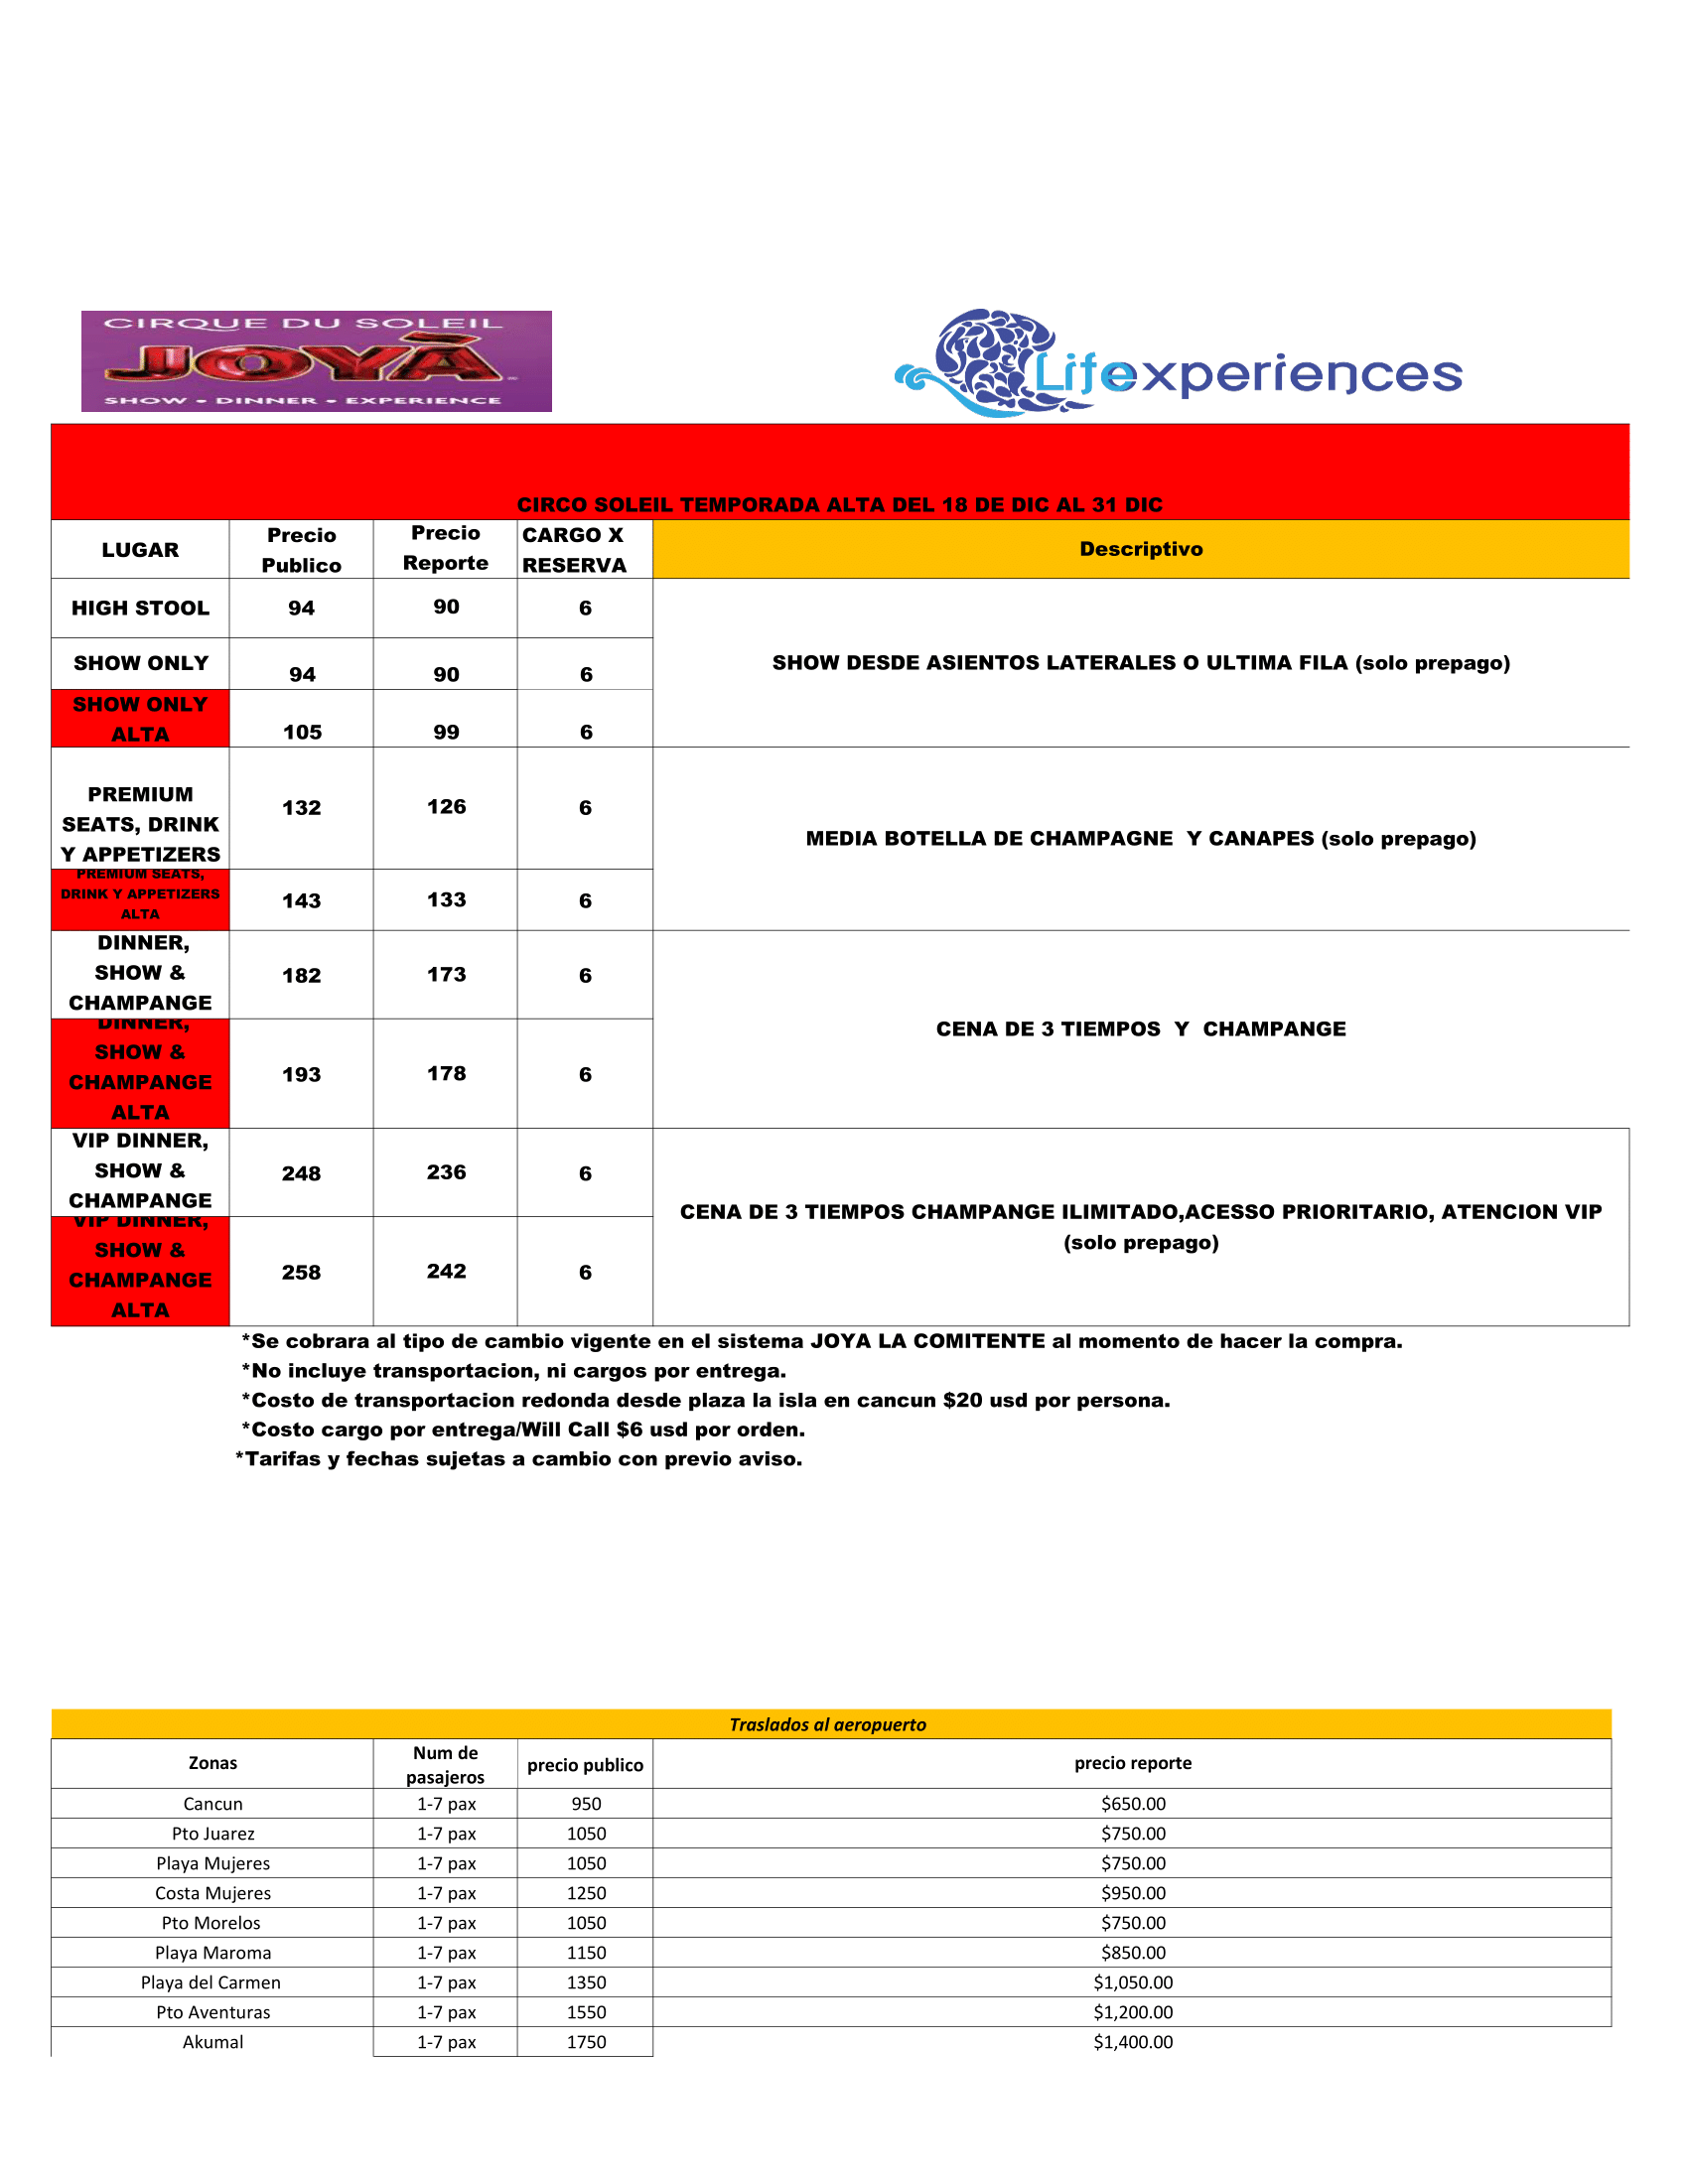 CIRQUE DU SOLEIL
JOYÀ
SHOW • DINNER • EXPERIENCE
Lifexperiences
CIRCO SOLEIL TEMPORADA ALTA DEL 18 DE DIC AL 31 DIC
LUGAR
Precio Publico
Precio Reporte
CARGO X RESERVA
Descriptivo
HIGH STOOL 94 90 6
SHOW DESDE ASIENTOS LATERALES O ULTIMA FILA (solo prepago)
SHOW ONLY 94 90 6
SHOW ONLY
ALTA 105 99 6
PREMIUM
SEATS, DRINK
Y APPETIZERS
132 126 6
MEDIA BOTELLA DE CHAMPAGNE Y CANAPES (solo prepago)
PREMIUM SEATS,
DRINK Y APPETIZERS
ALTA
143 133 6
DINNER,
SHOW &
CHAMPANGE
182 173 6
CENA DE 3 TIEMPOS Y CHAMPANGE
DINNER,
SHOW &
CHAMPANGE
ALTA
193 178 6
VIP DINNER,
SHOW &
CHAMPANGE
248 236 6
CENA DE 3 TIEMPOS CHAMPANGE ILIMITADO,ACESSO PRIORITARIO, ATENCION VIP
(solo prepago)
VIP DINNER,
SHOW &
CHAMPANGE
ALTA
258 242 6
*Se cobrara al tipo de cambio vigente en el sistema JOYA LA COMITENTE al momento de hacer la compra.
*No incluye transportacion, ni cargos por entrega.
*Costo de transportacion redonda desde plaza la isla en cancun $20 usd por persona.
*Costo cargo por entrega/Will Call $6 usd por orden.
*Tarifas y fechas sujetas a cambio con previo aviso.
Traslados al aeropuerto
Zonas
Num de pasajeros
precio publico
precio reporte
Cancun 1-7 pax 950 $650.00
Pto Juarez 1-7 pax 1050 $750.00
Playa Mujeres 1-7 pax 1050 $750.00
Costa Mujeres 1-7 pax 1250 $950.00
Pto Morelos 1-7 pax 1050 $750.00
Playa Maroma 1-7 pax 1150 $850.00
Playa del Carmen 1-7 pax 1350 $1,050.00
Pto Aventuras 1-7 pax 1550 $1,200.00
Akumal 1-7 pax 1750 $1,400.00